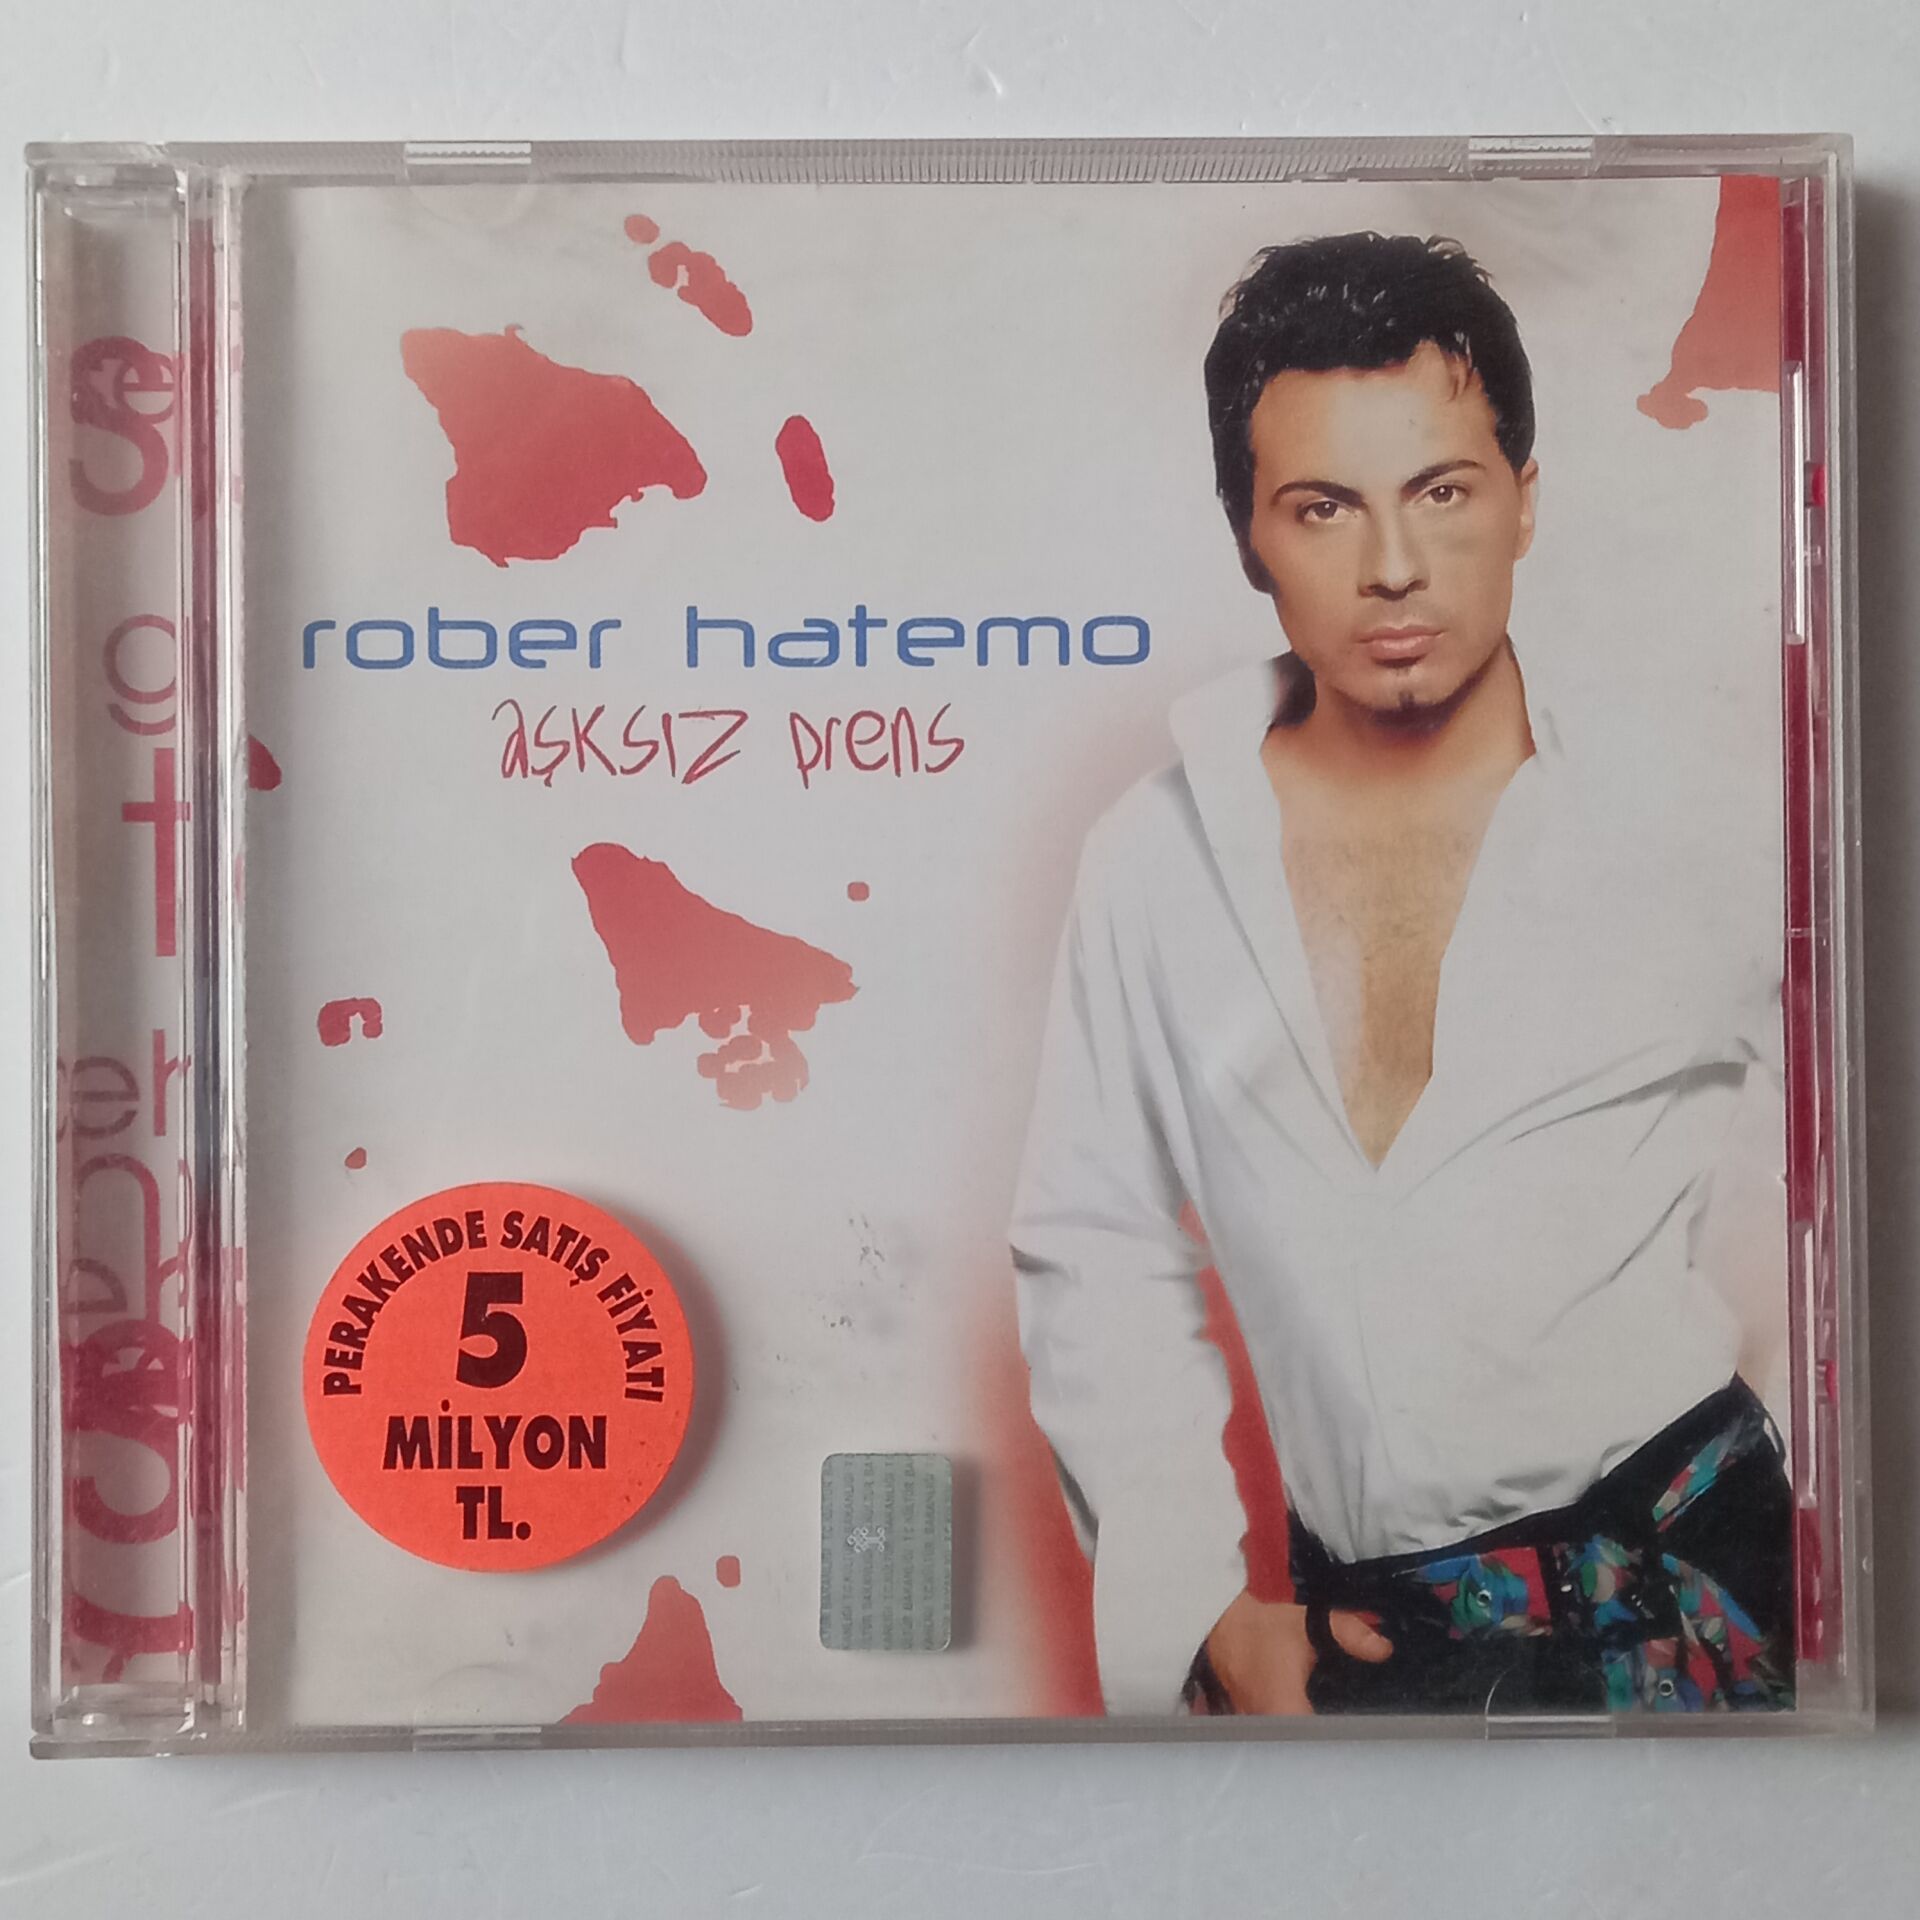 rober hatemo
aşksız prens
PERAKENDE SATIŞ FİYATI
5
MİLYON
TL.